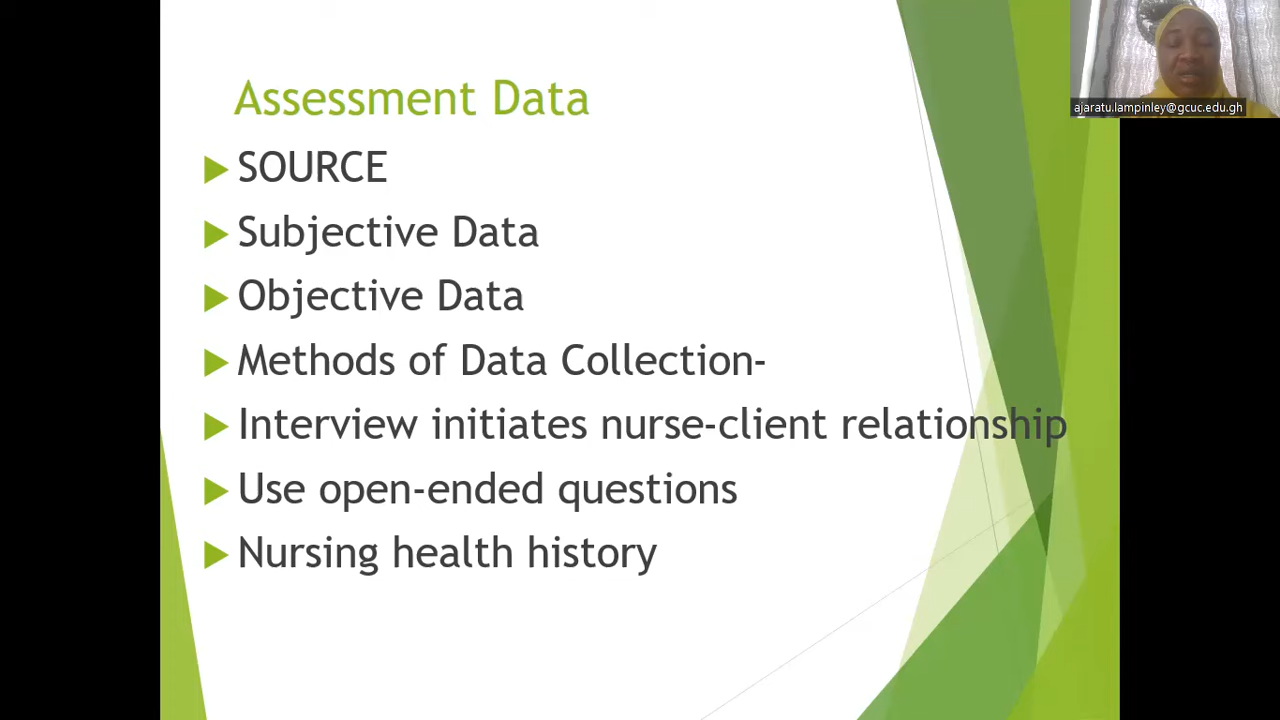 Assessment Data
SOURCE
Subjective Data
Objective Data
Methods of Data Collection-
Interview initiates nurse-client relationship
Use open-ended questions
Nursing health history
ajaratu.lampinley@gcuc.edu.gh